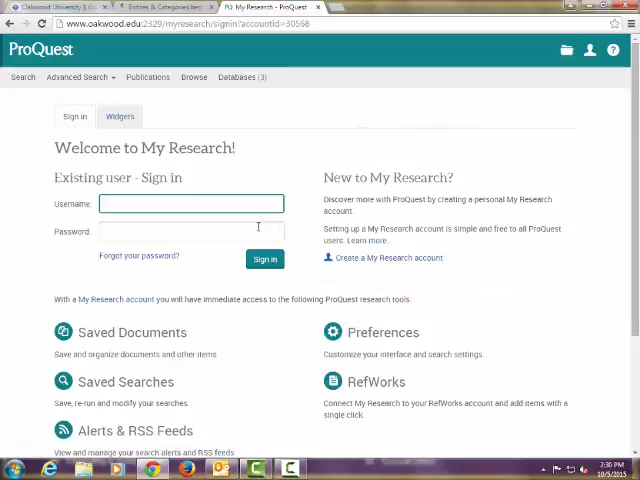 Oakwood University || Go
Entries & Categories beg
PQ My Research - ProQuest
www.oakwood.edu:2329/myresearch/signin?accountid=30568
ProQuest
Search Advanced Search Publications Browse Databases (3)
Sign in Widgets
Welcome to My Research!
Existing user - Sign in
Username:
Password:
Forgot your password? Sign in
New to My Research?
Discover more with ProQuest by creating a personal My Research
account.
Setting up a My Research account is simple and free to all ProQuest
users. Learn more...
Create a My Research account
With a My Research account you will have immediate access to the following ProQuest research tools:
Saved Documents
Save and organize documents and other items.
Preferences
Customize your interface and search settings.
Saved Searches
Save, re-run and modify your searches.
RefWorks
Connect My Research to your RefWorks account and add items with a
single click.
Alerts & RSS Feeds
View and manage your search alerts and RSS feeds
2:30 PM
10/5/2015